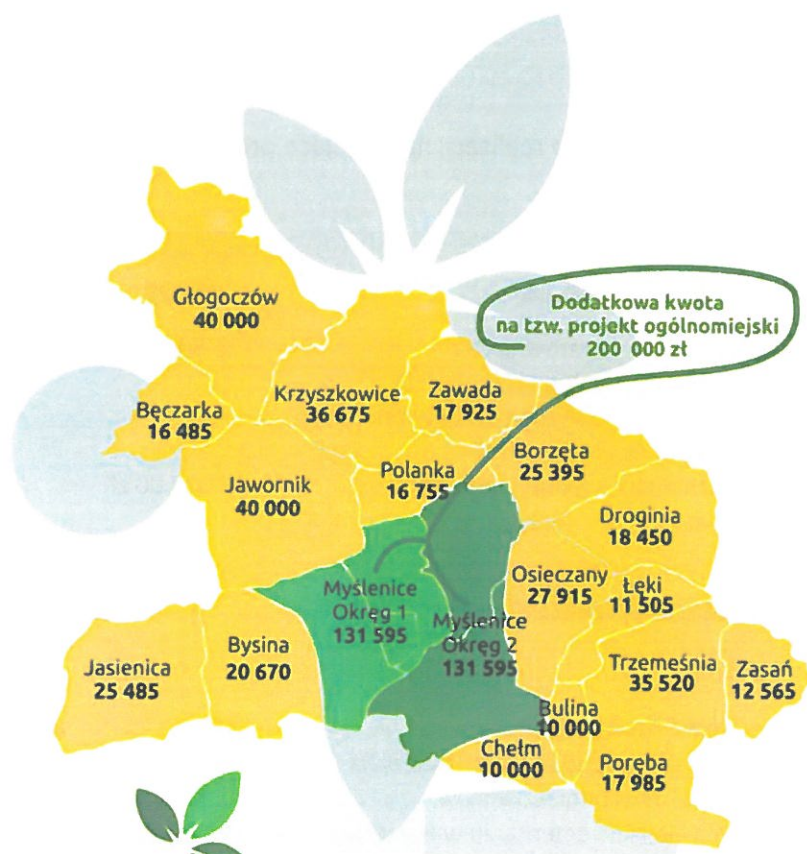 Głogoczów
40 000
Dodatkowa kwota
na tzw. projekt ogólnomiejski
200 000 zł
Krzyszkowice
36 675
Zawada
17 925
Bęczarka
16 485
Borzęta
25 395
Polanka
16 755
Jawornik
40 000
Droginia
18 450
Osieczany
27 915
Łęki
11 505
Myślenice
Okręg 1
131 595
Myślenice
Okręg 2
131 595
Bysina
20 670
Jasienica
25 485
Trzemeśnia
35 520
Zasań
12 565
Bulina
10 000
Chełm
10 000
Poręba
17 985